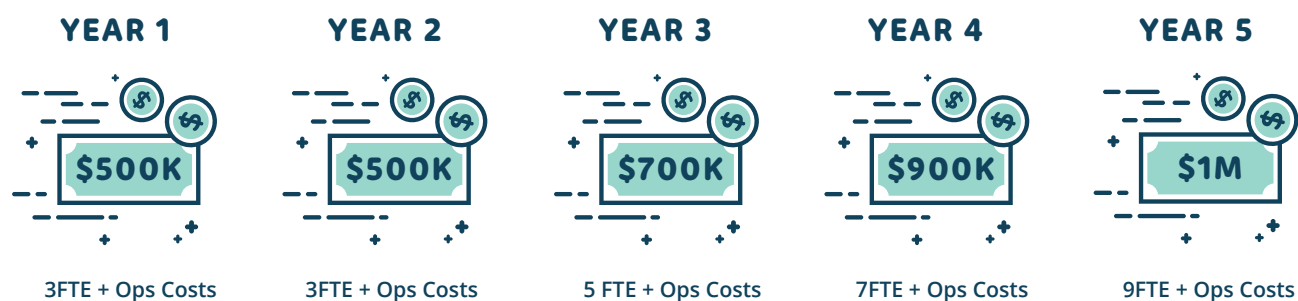 YEAR 1
YEAR 2
YEAR 3
YEAR 4
YEAR 5
$
$
$
$
$
$
$
$
$
$
$500K
$500K
$700K
$900K
$1M
3FTE + Ops Costs
3FTE + Ops Costs
5 FTE + Ops Costs
7FTE + Ops Costs
9FTE + Ops Costs